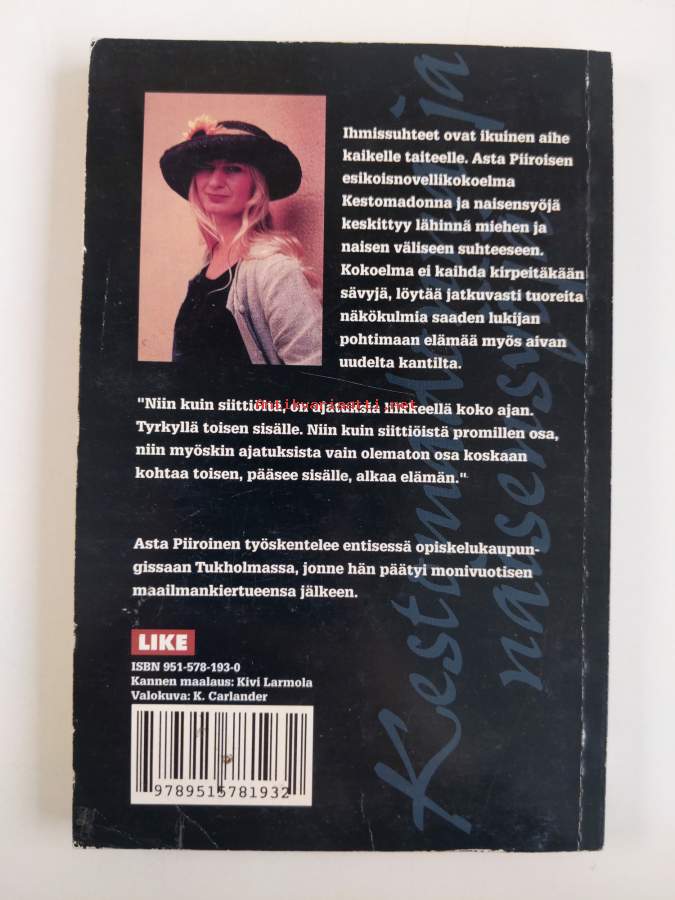 Ihmissuhteet ovat ikuinen aihe
kaikelle taiteelle. Asta Piiroisen
esikoisnovellikokoelma
Kestomadonna ja naisensyöjä
keskittyy lähinnä miehen ja
naisen väliseen suhteeseen.
Kokoelma ei kaihda kirpeitäkään
sävyjä, löytää jatkuvasti tuoreita
näkökulmia saaden lukijan
pohtimaan elämää myös aivan
uudelta kantilta.
"Niin kuin siittiöitä, on ajatuksia liikkeellä koko ajan.
Antikvariaatti.net
Tyrkyllä toisen sisälle. Niin kuin siittiöistä promillen osa,
niin myöskin ajatuksista vain olematon osa koskaan
kohtaa toisen, pääsee sisälle, alkaa elämän."
Asta Piiroinen työskentelee entisessä opiskelukaupun-
gissaan Tukholmassa, jonne hän päätyi monivuotisen
maailmankiertueensa jälkeen.
LIKE
ISBN 951-578-193-0
Kannen maalaus: Kivi Larmola
Valokuva: K. Carlander
9789515781932
Kestomadonna ja
naisensyöjä